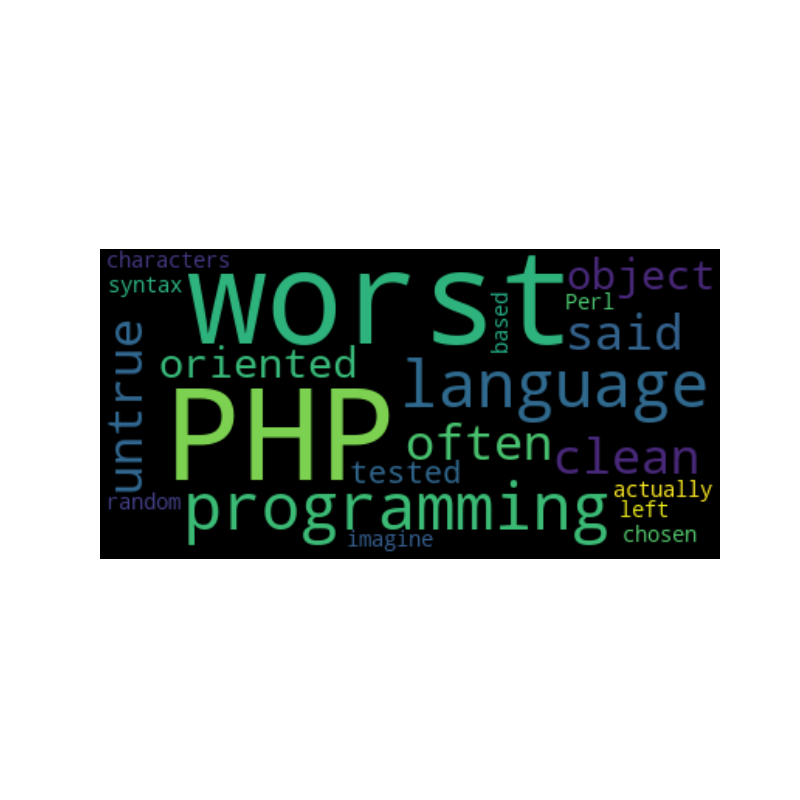 characters
syntax
worst
object
Perl
based
said
untrue
oriented
language
PHP
often
clean
tested
random
programming
actually
left
imagine
chosen